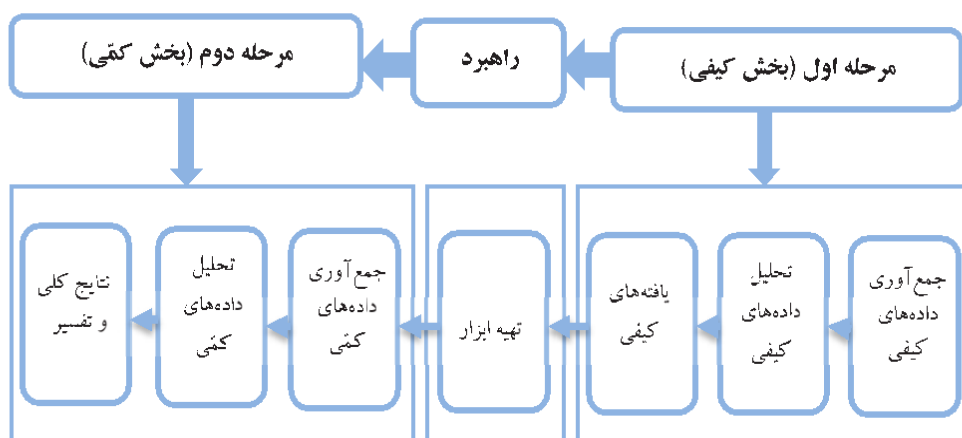 مرحله اول (بخش کیفی)
راهبرد
مرحله دوم (بخش کمّی)
جمع‌آوری
داده‌های
کیفی
تحلیل
داده‌های
کیفی
یافته‌های
کیفی
تهیه ابزار
جمع‌آوری
داده‌های
کمّی
تحلیل
داده‌های
کمّی
نتایج کلی
و تفسیر